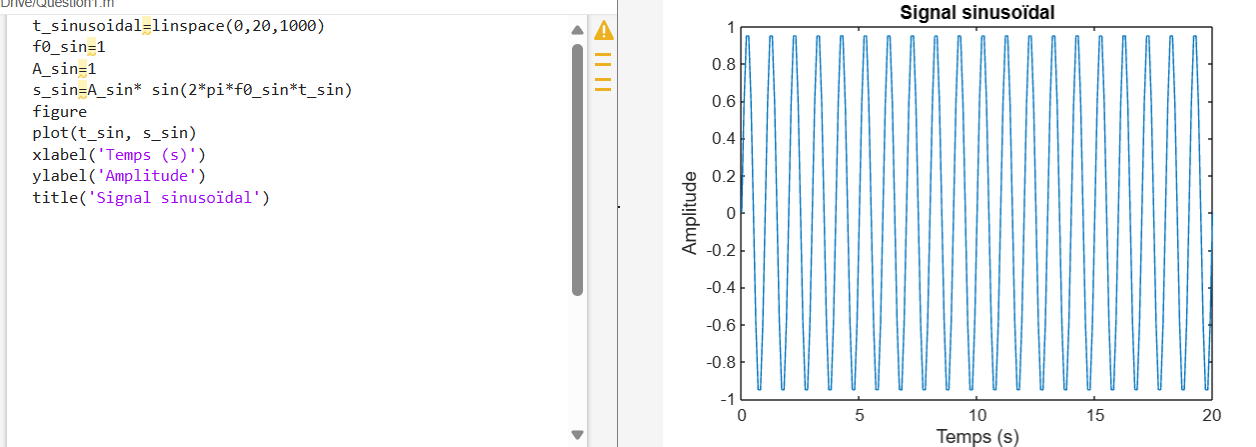 Drive/Question1.m
t_sinusoidal=linspace(0,20,1000)
f0_sin=1
A_sin=1
s_sin=A_sin* sin(2*pi*f0_sin*t_sin)
figure
plot(t_sin, s_sin)
xlabel('Temps (s)')
ylabel('Amplitude')
title('Signal sinusoïdal')
Signal sinusoïdal
1
0.8
0.6
0.4
0.2
0
-0.2
-0.4
-0.6
-0.8
-1
Amplitude
0 5 10 15 20
Temps (s)